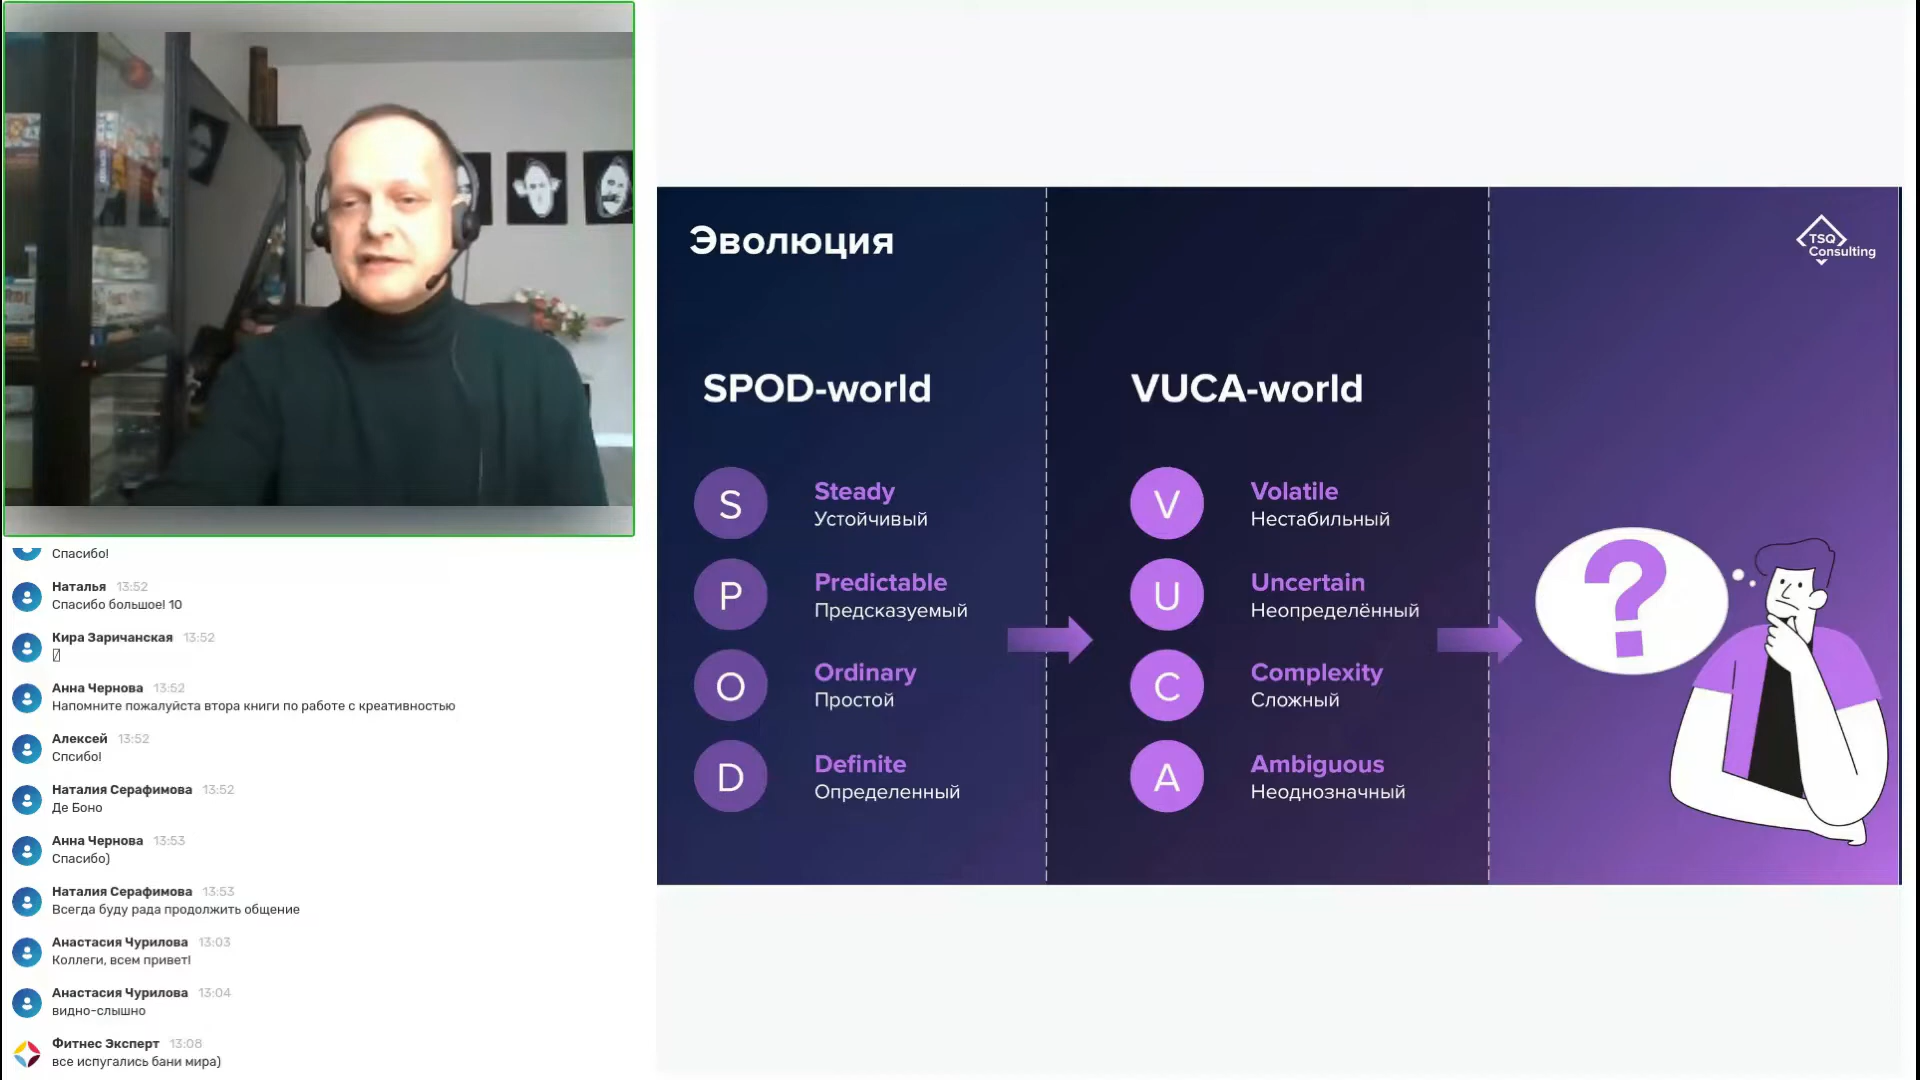 Спасибо!
Наталья 13:52
Спасибо большое! 10
Кира Заричанская 13:52
Анна Чернова 13:52
Напомните пожалуйста втора книги по работе с креативностью
Алексей 13:52
Спсибо!
Наталия Серафимова 13:52
Де Боно
Анна Чернова 13:53
Спасибо)
Наталия Серафимова 13:53
Всегда буду рада продолжить общение
Анастасия Чурилова 13:03
Коллеги, всем привет!
Анастасия Чурилова 13:04
видно-слышно
Фитнес Эксперт 13:08
все испугались бани мира)
Эволюция
TSQ
Consulting
SPOD-world
S
Steady
Устойчивый
P
Predictable
Предсказуемый
O
Ordinary
Простой
D
Definite
Определенный
VUCA-world
V
Volatile
Нестабильный
U
Uncertain
Неопределённый
C
Complexity
Сложный
A
Ambiguous
Неоднозначный
?